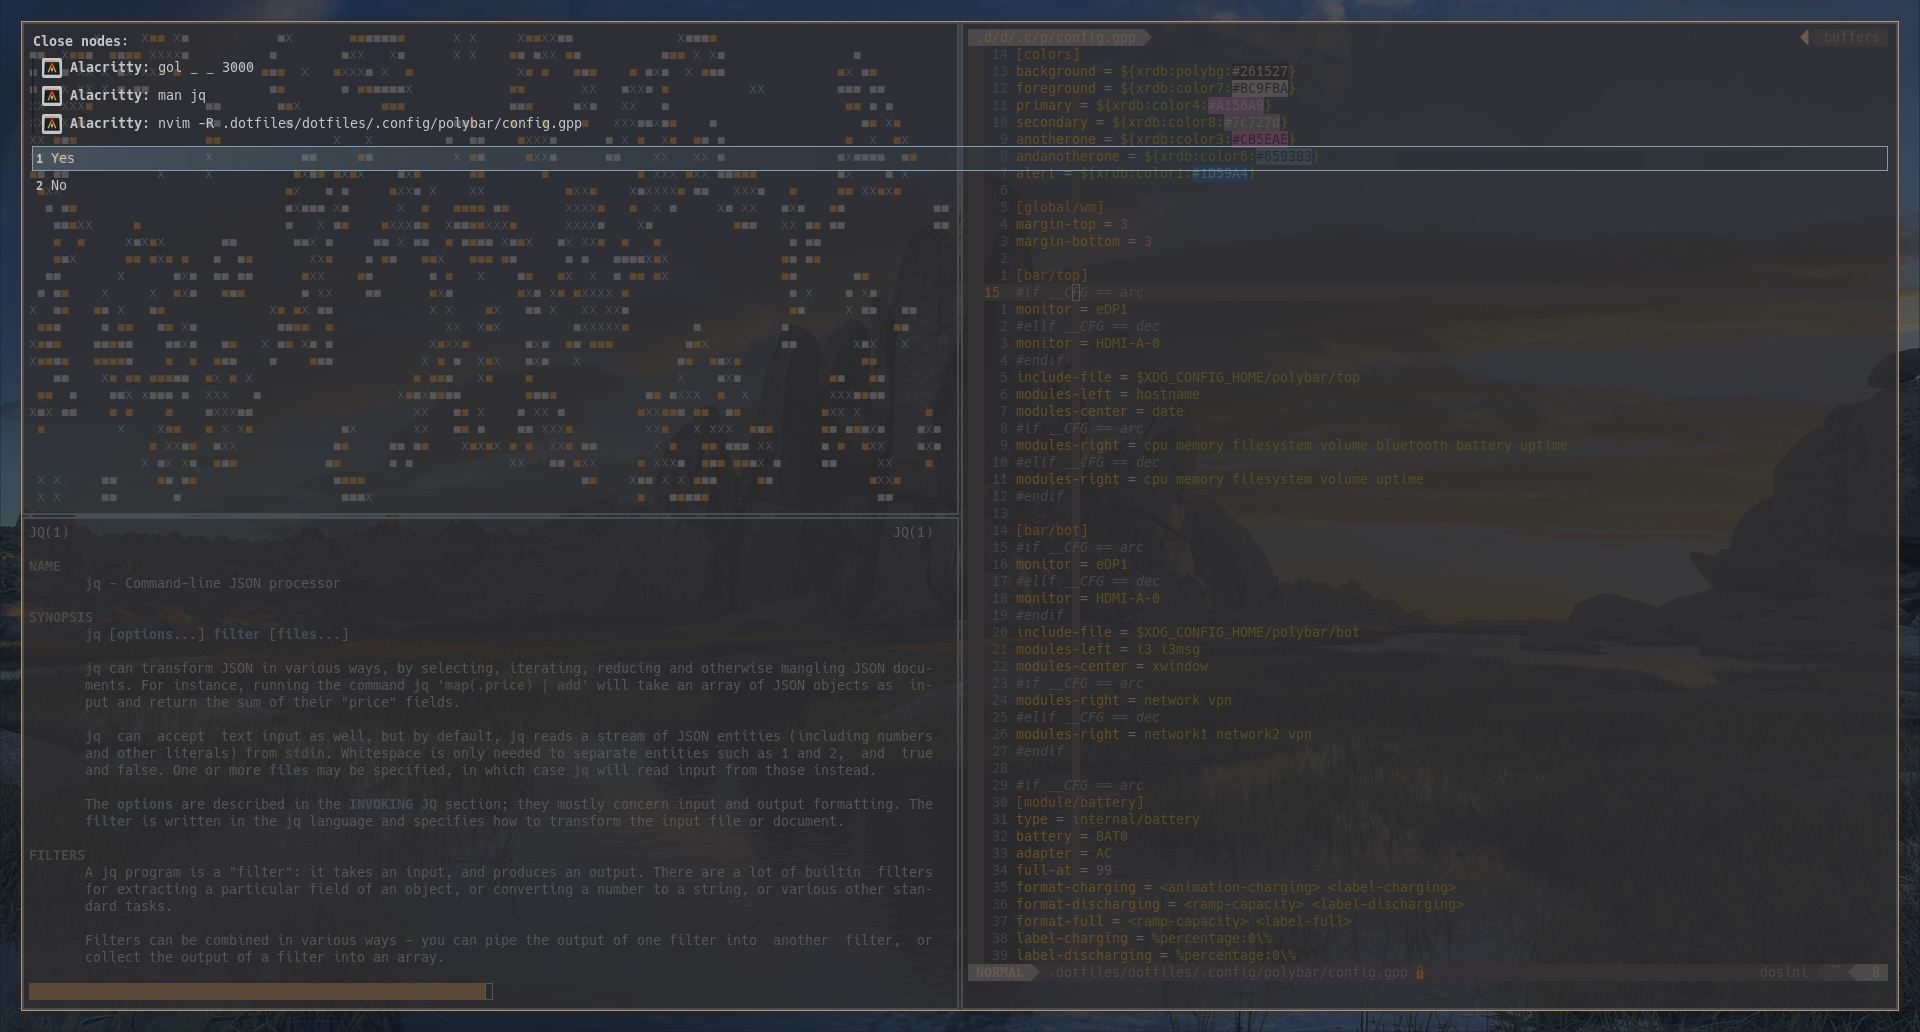 Close nodes:
Alacritty: gol _ _ 3000
Alacritty: man jq
Alacritty: nvim -R .dotfiles/dotfiles/.config/polybar/config.gpp
1 Yes
2 No
JQ(1) JQ(1)
NAME
jq - Command-line JSON processor
SYNOPSIS
jq [options...] filter [files...]
jq can transform JSON in various ways, by selecting, iterating, reducing and otherwise mangling JSON docu-
ments. For instance, running the command jq 'map(.price) | add' will take an array of JSON objects as in-
put and return the sum of their "price" fields.
jq can accept text input as well, but by default, jq reads a stream of JSON entities (including numbers
and other literals) from stdin. Whitespace is only needed to separate entities such as 1 and 2, and true
and false. One or more files may be specified, in which case jq will read input from those instead.
The options are described in the INVOKING JQ section; they mostly concern input and output formatting. The
filter is written in the jq language and specifies how to transform the input file or document.
FILTERS
A jq program is a "filter": it takes an input, and produces an output. There are a lot of builtin filters
for extracting a particular field of an object, or converting a number to a string, or various other stan-
dard tasks.
Filters can be combined in various ways - you can pipe the output of one filter into another filter, or
collect the output of a filter into an array.
.d/d/.c/p/config.gpp buffers
14 [colors]
13 background = ${xrdb:polybg:#261527}
12 foreground = ${xrdb:color7:#BC9FBA}
11 primary = ${xrdb:color4:#A156A9}
10 secondary = ${xrdb:color8:#7c727d}
9 anotherone = ${xrdb:color3:#CB5EAE}
8 andanotherone = ${xrdb:color6:#6593B3}
7 alert = ${xrdb:color1:#1D59A4}
6
5 [global/wm]
4 margin-top = 3
3 margin-bottom = 3
2
1 [bar/top]
15 #if __CFG == arc
1 monitor = eDP1
2 #elif __CFG == dec
3 monitor = HDMI-A-0
4 #endif
5 include-file = $XDG_CONFIG_HOME/polybar/top
6 modules-left = hostname
7 modules-center = date
8 #if __CFG == arc
9 modules-right = cpu memory filesystem volume bluetooth battery uptime
10 #elif __CFG == dec
11 modules-right = cpu memory filesystem volume uptime
12 #endif
13
14 [bar/bot]
15 #if __CFG == arc
16 monitor = eDP1
17 #elif __CFG == dec
18 monitor = HDMI-A-0
19 #endif
20 include-file = $XDG_CONFIG_HOME/polybar/bot
21 modules-left = i3 i3msg
22 modules-center = xwindow
23 #if __CFG == arc
24 modules-right = network vpn
25 #elif __CFG == dec
26 modules-right = network1 network2 vpn
27 #endif
28
29 #if __CFG == arc
30 [module/battery]
31 type = internal/battery
32 battery = BAT0
33 adapter = AC
34 full-at = 99
35 format-charging = <animation-charging> <label-charging>
36 format-discharging = <ramp-capacity> <label-discharging>
37 format-full = <ramp-capacity> <label-full>
38 label-charging = %percentage:0\%
39 label-discharging = %percentage:0\%
NORMAL .dotfiles/dotfiles/.config/polybar/config.gpp dosini 8